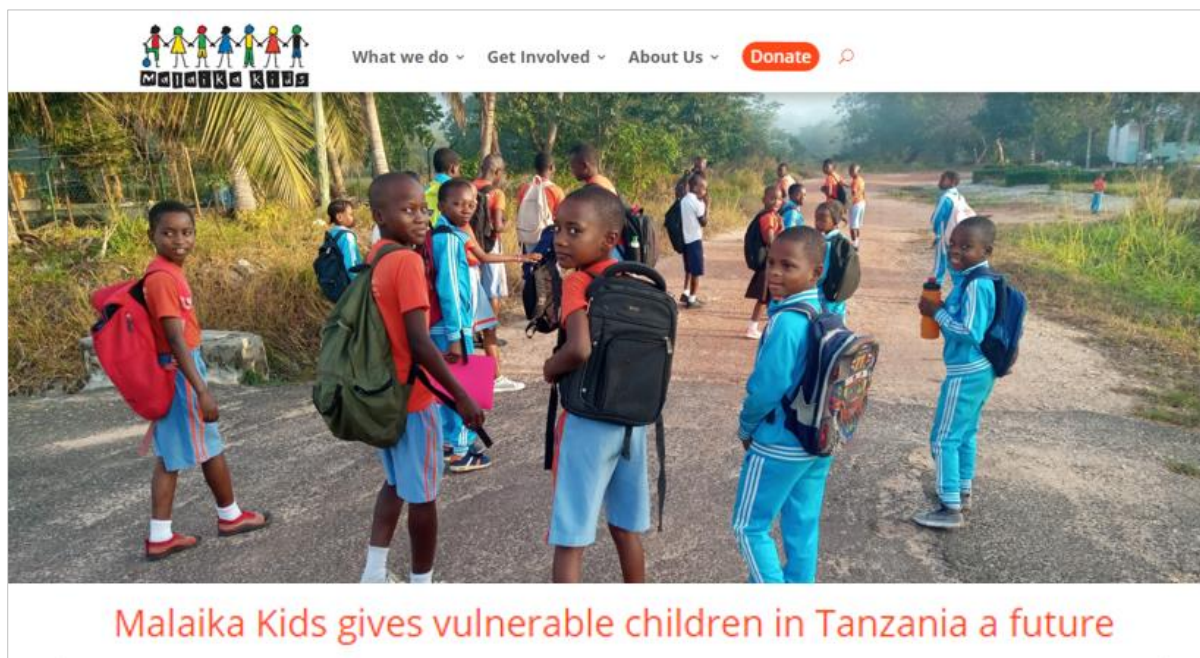 Malaika Kids
What we do
Get Involved
About Us
Donate
Malaika Kids gives vulnerable children in Tanzania a future